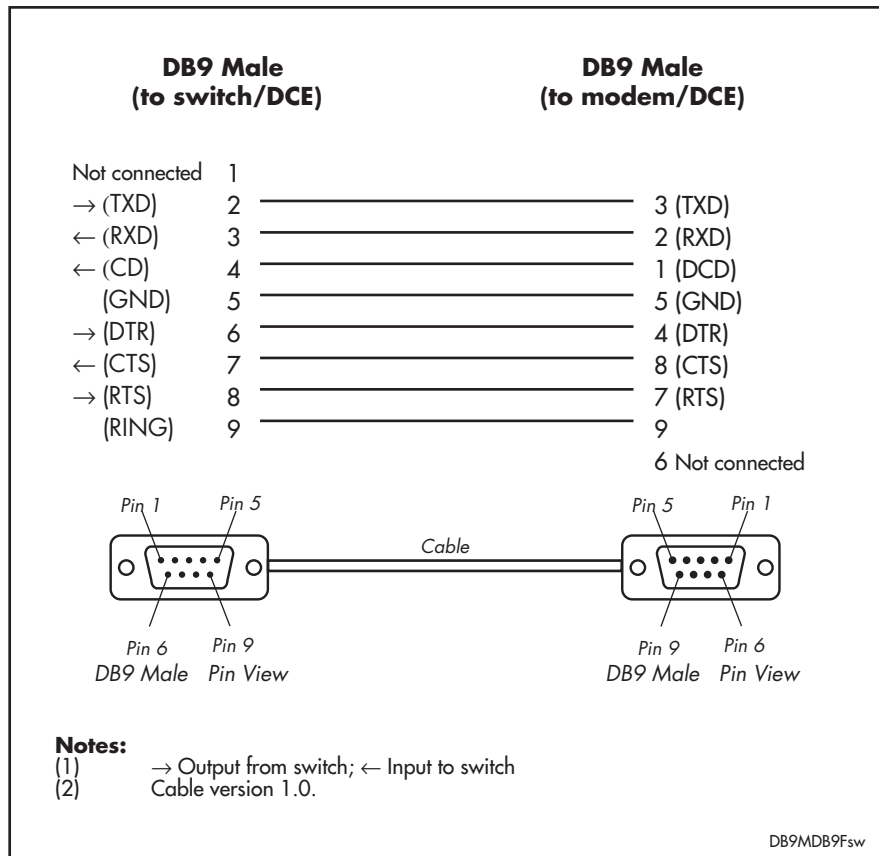 DB9 Male DB9 Male
(to switch/DCE) (to modem/DCE)
Not connected 1
→ (TXD) 2 3 (TXD)
← (RXD) 3 2 (RXD)
← (CD) 4 1 (DCD)
(GND) 5 5 (GND)
→ (DTR) 6 4 (DTR)
← (CTS) 7 8 (CTS)
→ (RTS) 8 7 (RTS)
(RING) 9 9
6 Not connected
Pin 1 Pin 5 Pin 5 Pin 1
Cable
Pin 6 Pin 9 Pin 9 Pin 6
DB9 Male Pin View DB9 Male Pin View
Notes:
(1) → Output from switch; ← Input to switch
(2) Cable version 1.0.
DB9MDB9Fsw